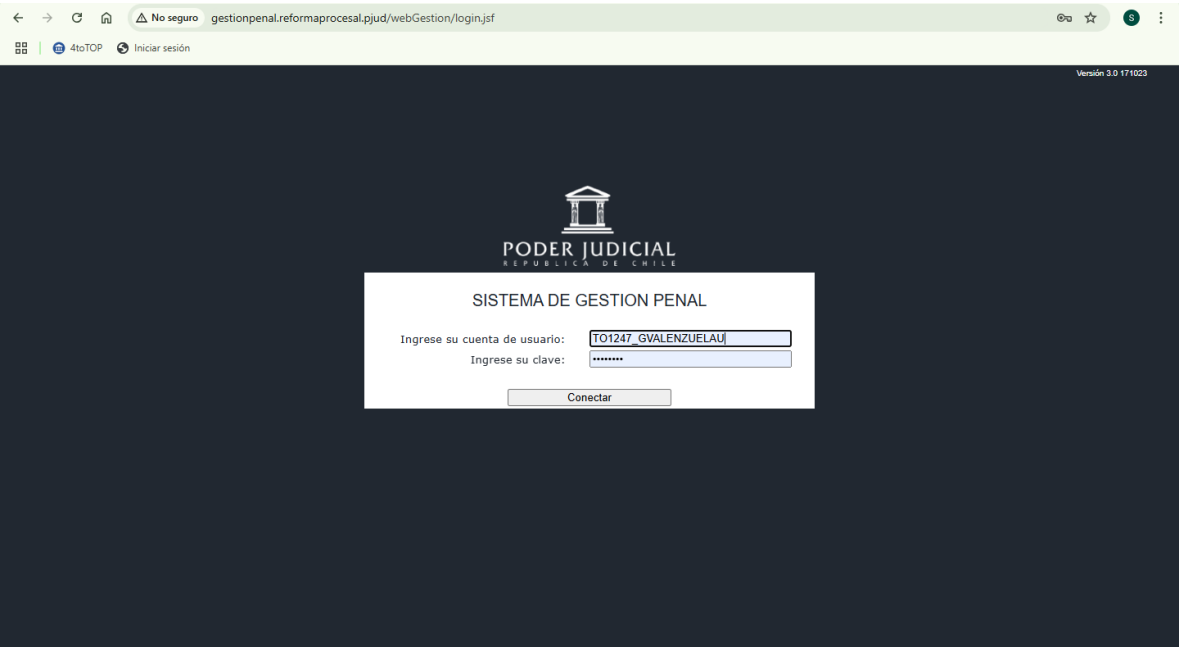 No seguro gestionpenal.reformaprocesal.pjud/webGestion/login.jsf S
4toTOP Iniciar sesión
Versión 3.0 171023
PODER JUDICIAL
REPUBLICA DE CHILE
SISTEMA DE GESTION PENAL
Ingrese su cuenta de usuario: TO1247_GVALENZUELAU
Ingrese su clave: ••••••••
Conectar